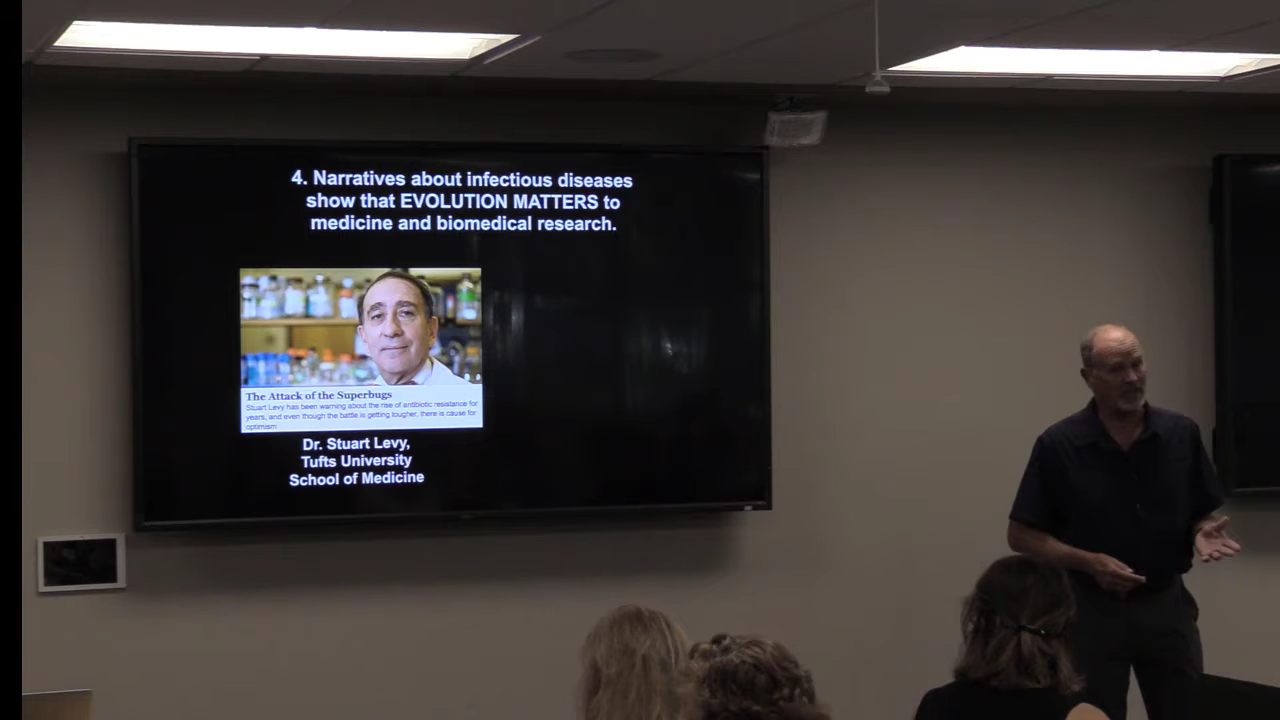 4. Narratives about infectious diseases
show that EVOLUTION MATTERS to
medicine and biomedical research.
The Attack of the Superbugs
Stuart Levy has been warning about the rise of antibiotic resistance for
years, and even though the battle is getting tougher, there is cause for
optimism
Dr. Stuart Levy,
Tufts University
School of Medicine